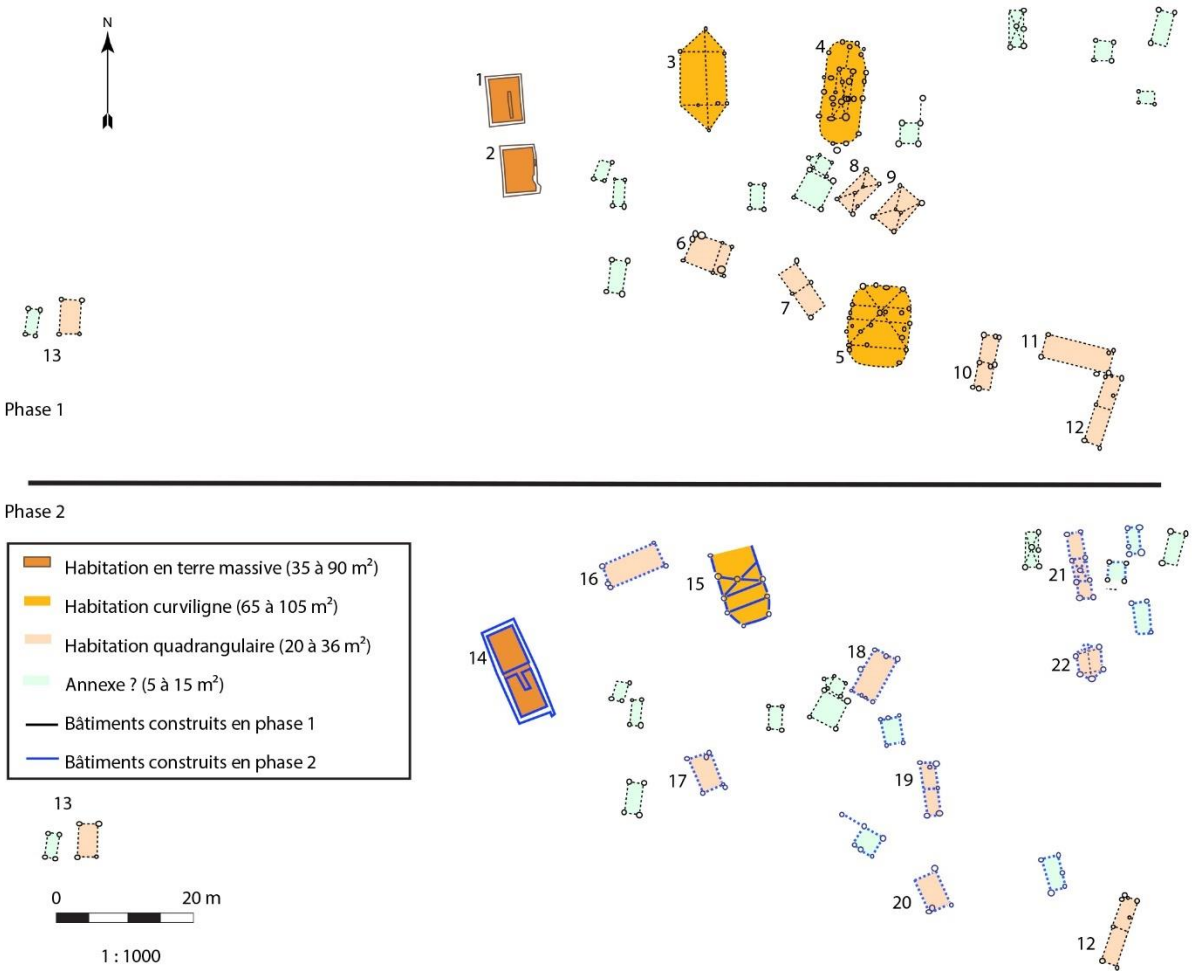 N
1
2
3
4
5
6
7
8
9
10
11
12
13
Phase 1
Phase 2
Habitation en terre massive (35 à 90 m²)
Habitation curviligne (65 à 105 m²)
Habitation quadrangulaire (20 à 36 m²)
Annexe ? (5 à 15 m²)
Bâtiments construits en phase 1
Bâtiments construits en phase 2
14
15
16
17
18
19
20
21
22
12
13
0 20 m
1 : 1000